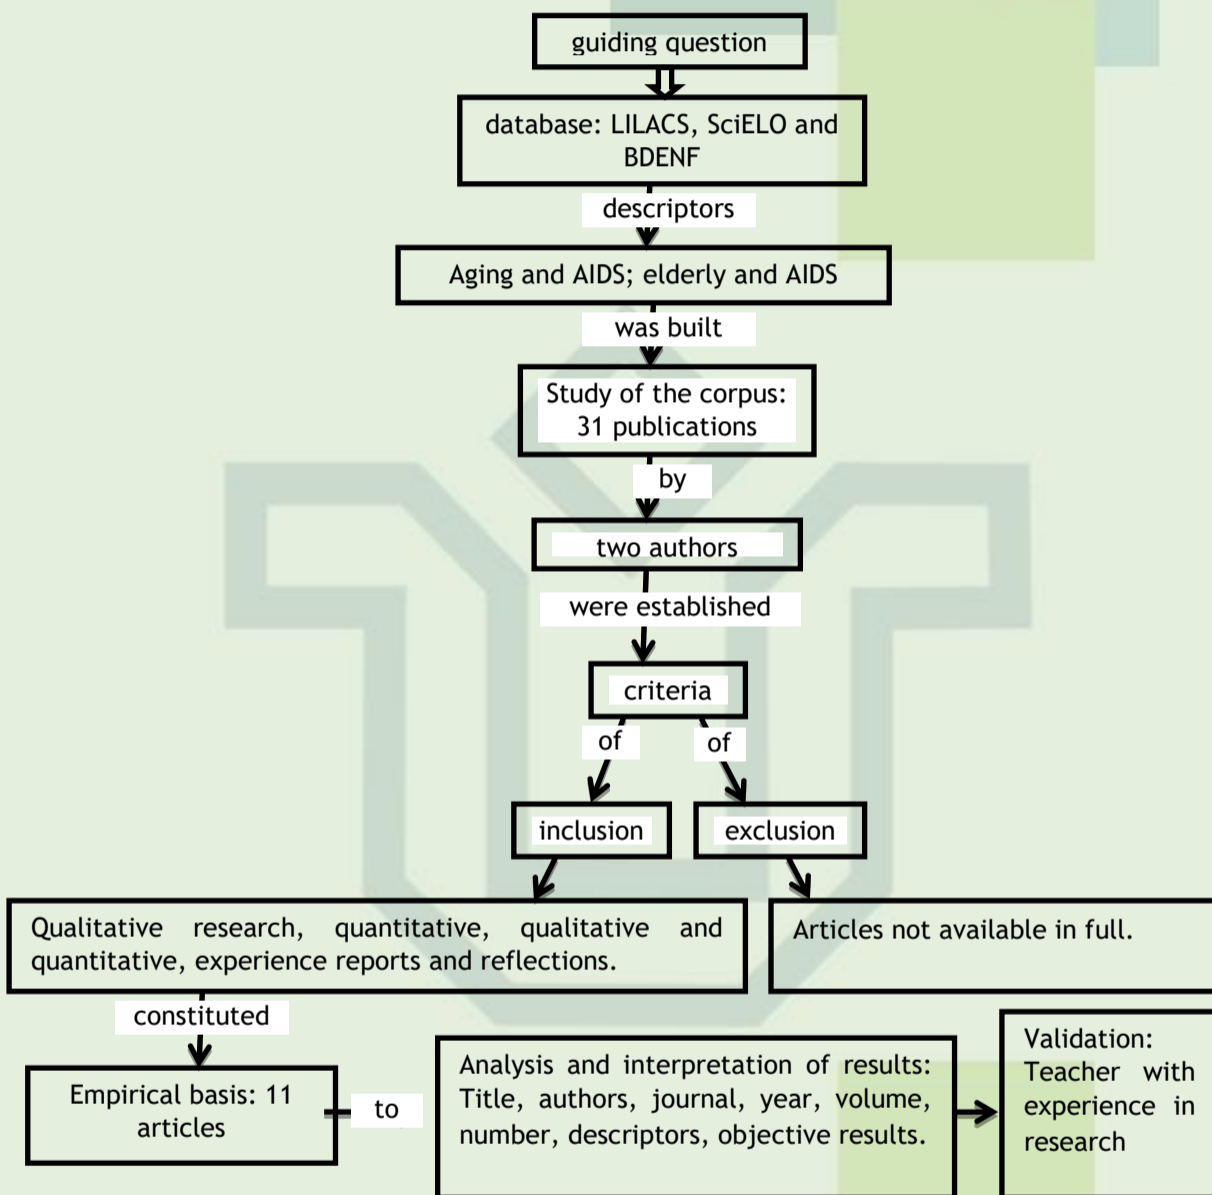 guiding question
database: LILACS, SciELO and
BDENF
descriptors
Aging and AIDS; elderly and AIDS
was built
Study of the corpus:
31 publications
by
two authors
were established
criteria
of
of
inclusion
exclusion
Qualitative research, quantitative, qualitative and
quantitative, experience reports and reflections.
Articles not available in full.
constituted
Empirical basis: 11
articles
to
Analysis and interpretation of results:
Title, authors, journal, year, volume,
number, descriptors, objective results.
Validation:
Teacher with
experience in
research